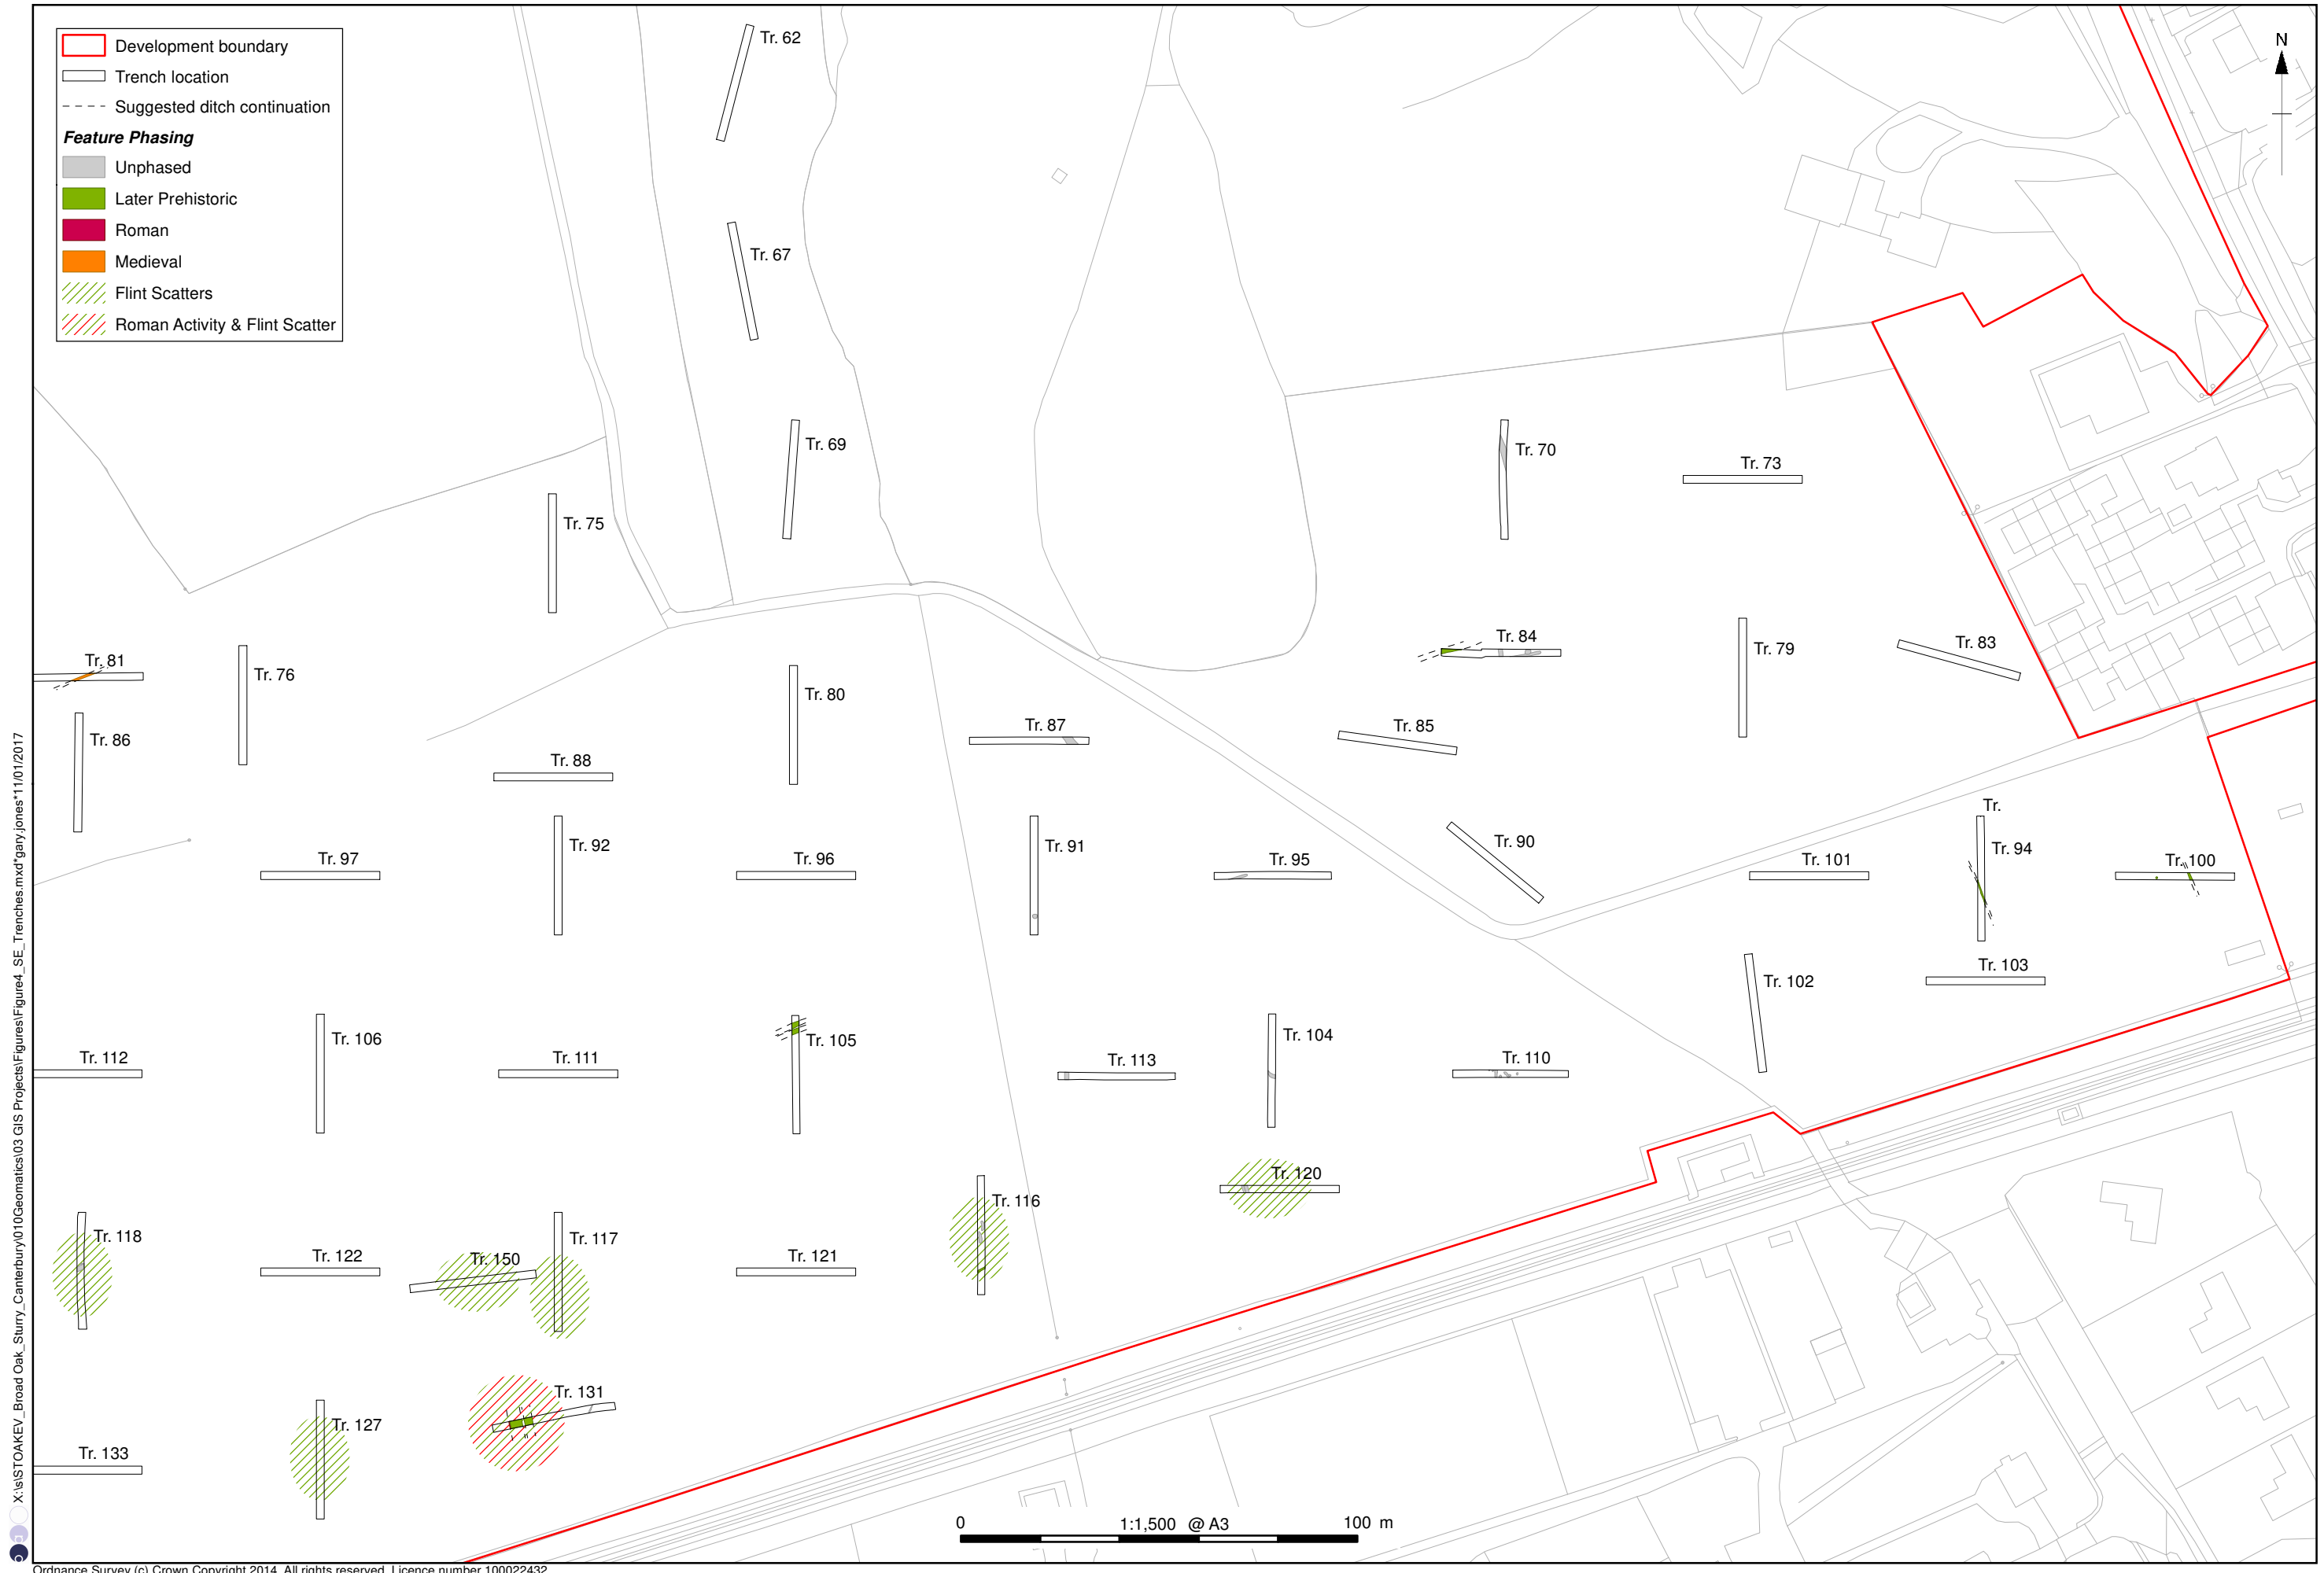 Development boundary
Trench location
Suggested ditch continuation
Feature Phasing
Unphased
Later Prehistoric
Roman
Medieval
Flint Scatters
Roman Activity & Flint Scatter
N
Tr. 62
Tr. 67
Tr. 69
Tr. 70
Tr. 73
Tr. 75
Tr. 84
Tr. 83
Tr. 79
Tr. 81
Tr. 76
Tr. 80
Tr. 87
Tr. 85
Tr. 86
Tr. 88
Tr.
Tr. 94
Tr. 90
Tr. 92
Tr. 91
Tr. 97
Tr. 96
Tr. 95
Tr. 101
Tr. 100
Tr. 103
Tr. 102
Tr. 106
Tr. 105
Tr. 104
Tr. 112
Tr. 111
Tr. 113
Tr. 110
Tr. 120
Tr. 116
Tr. 118
Tr. 117
Tr. 122
Tr. 150
Tr. 121
Tr. 131
Tr. 127
Tr. 133
0 1:1,500 @ A3 100 m
X:\s\STOAKEV_Broad Oak_Sturry_Canterbury\010Geomatics\03 GIS Projects\Figures\Figure4_SE_Trenches.mxd*gary.jones*11/01/2017
Ordnance Survey (c) Crown Copyright 2014. All rights reserved. Licence number 100022432